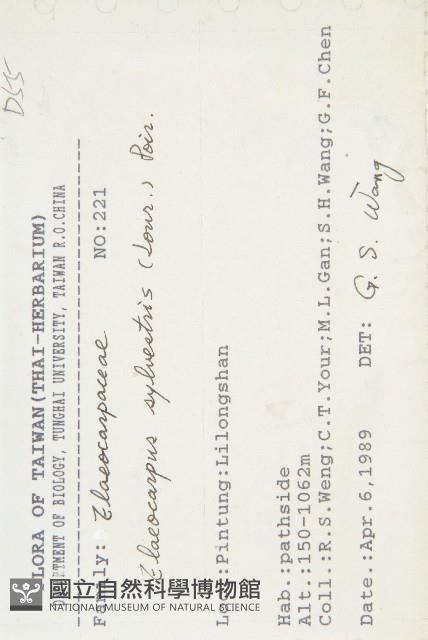 D55
FLORA OF TAIWAN(THAI-HERBARIUM)
DEPARTMENT OF BIOLOGY, TUNGHAI UNIVERSITY, TAIWAN R.O.CHINA
Family: Elaeocarpaceae NO:221
Elaeocarpus sylvestris (Lour.) Poir.
:Pintung:Lilongshan
Hab.:pathside
Alt.:150-1062m
Coll.:R.S.Weng;C.T.Your;M.L.Gan;S.H.Wang;G.F.Chen
Date.:Apr.6,1989 DET: G. S. Wang
國立自然科學博物館
NATIONAL MUSEUM OF NATURAL SCIENCE